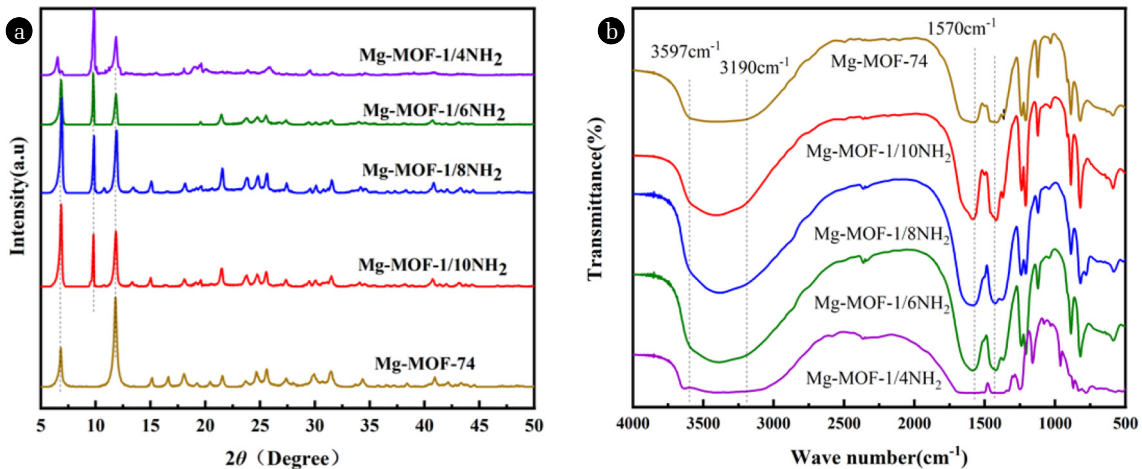 a
Mg-MOF-1/4NH2
Mg-MOF-1/6NH2
Mg-MOF-1/8NH2
Mg-MOF-1/10NH2
Mg-MOF-74
Intensity(a.u)
5 10 15 20 25 30 35 40 45 50
2θ（Degree）
b
3597cm-1
3190cm-1
1570cm-1
Mg-MOF-74
Mg-MOF-1/10NH2
Mg-MOF-1/8NH2
Mg-MOF-1/6NH2
Mg-MOF-1/4NH2
Transmittance(%)
4000 3500 3000 2500 2000 1500 1000 500
Wave number(cm-1)